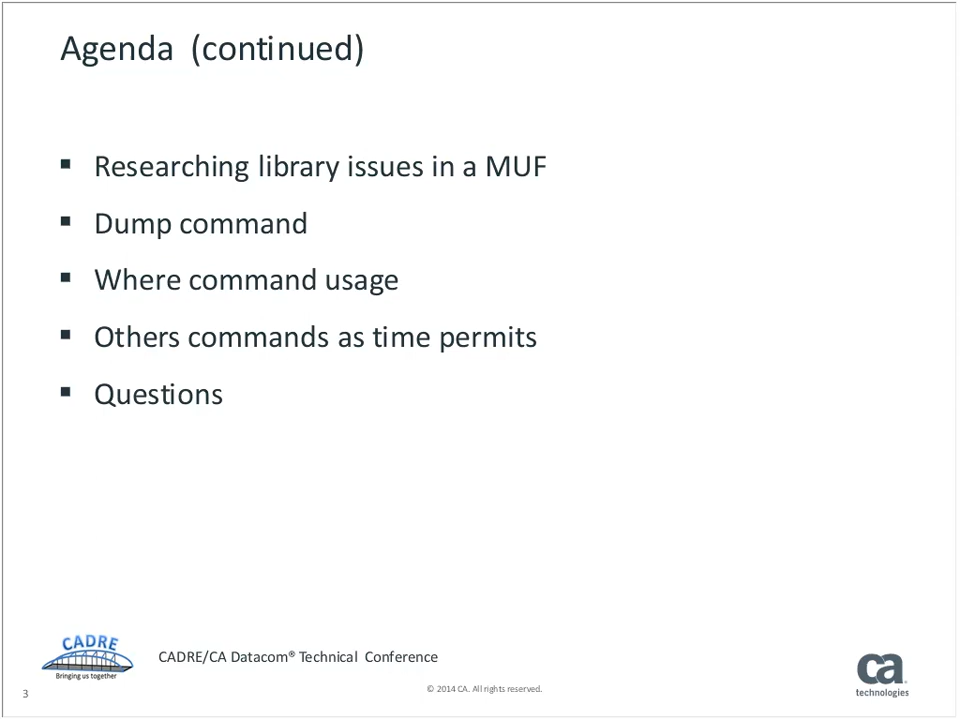 Agenda (continued)
▪ Researching library issues in a MUF
▪ Dump command
▪ Where command usage
▪ Others commands as time permits
▪ Questions
CADRE
Bringing us together
CADRE/CA Datacom® Technical Conference
3
© 2014 CA. All rights reserved.
ca
technologies